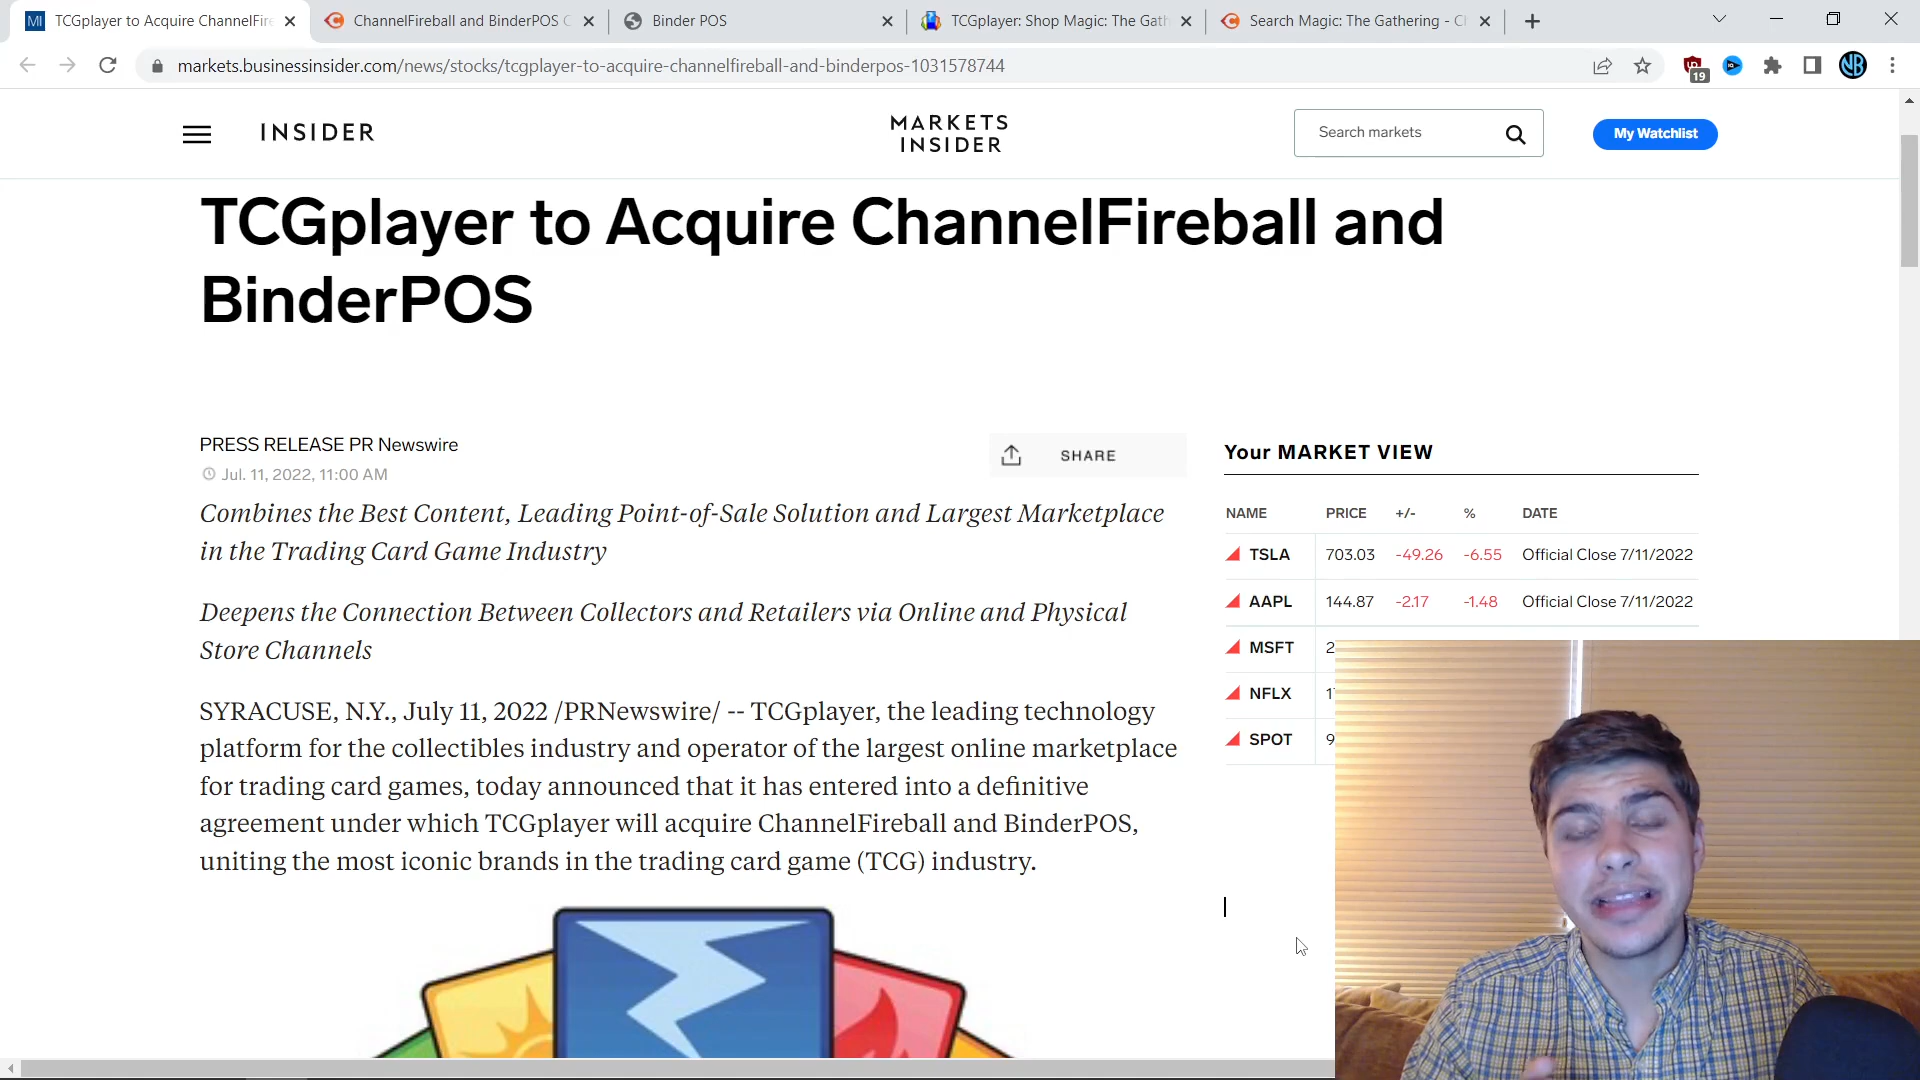 TCGplayer to Acquire ChannelFire
ChannelFireball and BinderPOS C
Binder POS
TCGplayer: Shop Magic: The Gath
Search Magic: The Gathering - C
markets.businessinsider.com/news/stocks/tcgplayer-to-acquire-channelfireball-and-binderpos-1031578744
19
NB
INSIDER
MARKETS
INSIDER
Search markets
My Watchlist
TCGplayer to Acquire ChannelFireball and
BinderPOS
PRESS RELEASE PR Newswire
Jul. 11, 2022, 11:00 AM
SHARE
Combines the Best Content, Leading Point-of-Sale Solution and Largest Marketplace
in the Trading Card Game Industry
Deepens the Connection Between Collectors and Retailers via Online and Physical
Store Channels
SYRACUSE, N.Y., July 11, 2022 /PRNewswire/ -- TCGplayer, the leading technology
platform for the collectibles industry and operator of the largest online marketplace
for trading card games, today announced that it has entered into a definitive
agreement under which TCGplayer will acquire ChannelFireball and BinderPOS,
uniting the most iconic brands in the trading card game (TCG) industry.
Your MARKET VIEW
NAME PRICE +/- % DATE
TSLA 703.03 -49.26 -6.55 Official Close 7/11/2022
AAPL 144.87 -2.17 -1.48 Official Close 7/11/2022
MSFT 2
NFLX 1
SPOT 9